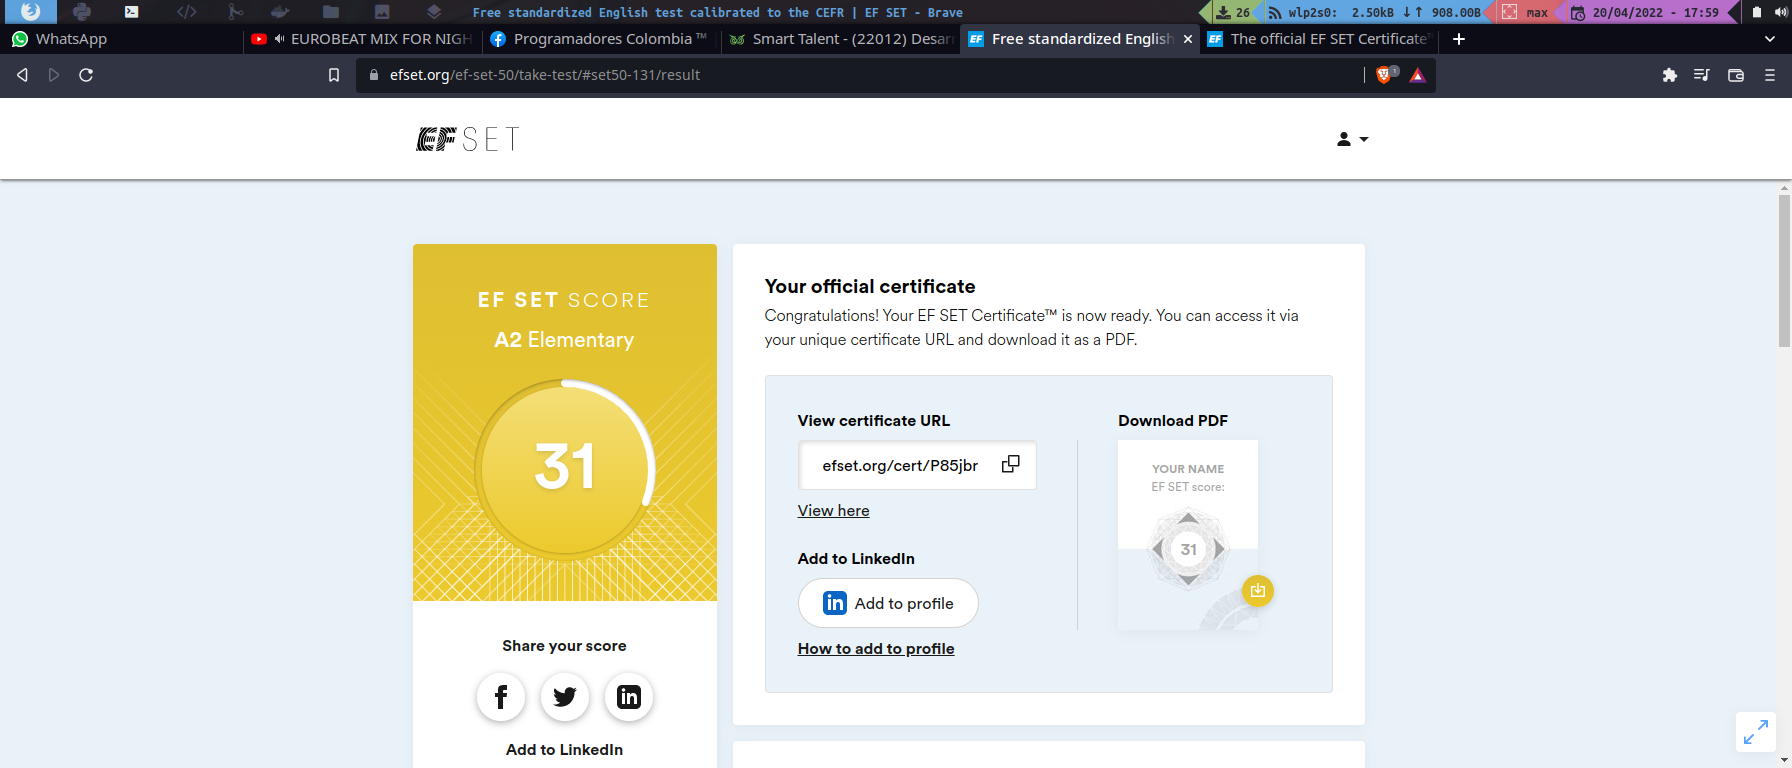 Free standardized English test calibrated to the CEFR | EF SET - Brave
26
wlp2s0: 2.50kB ↓↑ 908.00B
max
20/04/2022 - 17:59
WhatsApp
EUROBEAT MIX FOR NIGH
Programadores Colombia ™
Smart Talent - (22012) Desar
Free standardized English
The official EF SET Certificate
efset.org/ef-set-50/take-test/#set50-131/result
1
EF SET
EF SET SCORE
A2 Elementary
31
Share your score
Add to LinkedIn
Your official certificate
Congratulations! Your EF SET Certificate™ is now ready. You can access it via
your unique certificate URL and download it as a PDF.
View certificate URL
efset.org/cert/P85jbr
View here
Add to LinkedIn
in Add to profile
How to add to profile
Download PDF
YOUR NAME
EF SET score:
31